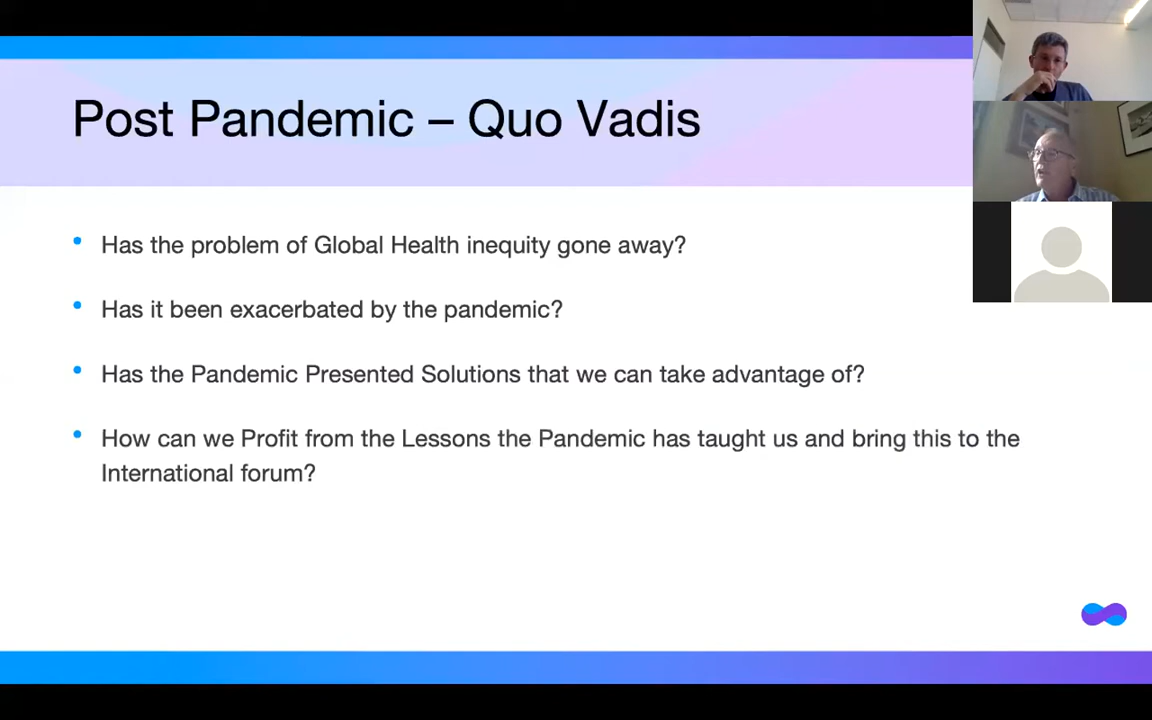 Post Pandemic – Quo Vadis
• Has the problem of Global Health inequity gone away?
• Has it been exacerbated by the pandemic?
• Has the Pandemic Presented Solutions that we can take advantage of?
• How can we Profit from the Lessons the Pandemic has taught us and bring this to the
International forum?